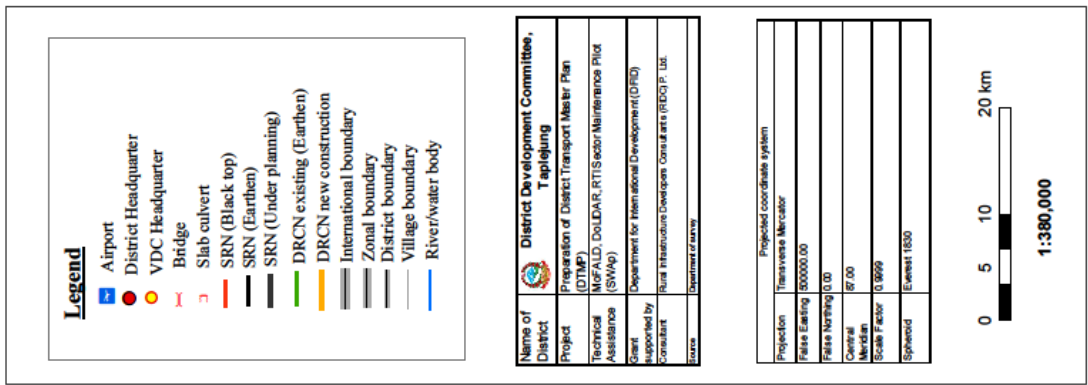 Legend
Airport
District Headquarter
VDC Headquarter
Bridge
Slab culvert
SRN (Black top)
SRN (Earthen)
SRN (Under planning)
DRCN existing (Earthen)
DRCN new construction
International boundary
Zonal boundary
District boundary
Village boundary
River/water body
Name of District
District Development Committee, Taplejung
Project
Preparation of District Transport Master Plan (DTMP)
Technical Assistance
MoFALD, DoLIDAR, RTI Sector Maintenance Pilot (SWAp)
Grant supported by
Department for International Development (DFID)
Consultant
Rural Infrastructure Developers Consultants (RIDC) P. Ltd.
Source
Department of survey
Projected coordinate system
Projection
Transverse Mercator
False Easting
500000.00
False Northing
0.00
Central Meridian
87.00
Scale Factor
0.9999
Spheroid
Everest 1830
0 5 10 20 km
1:380,000